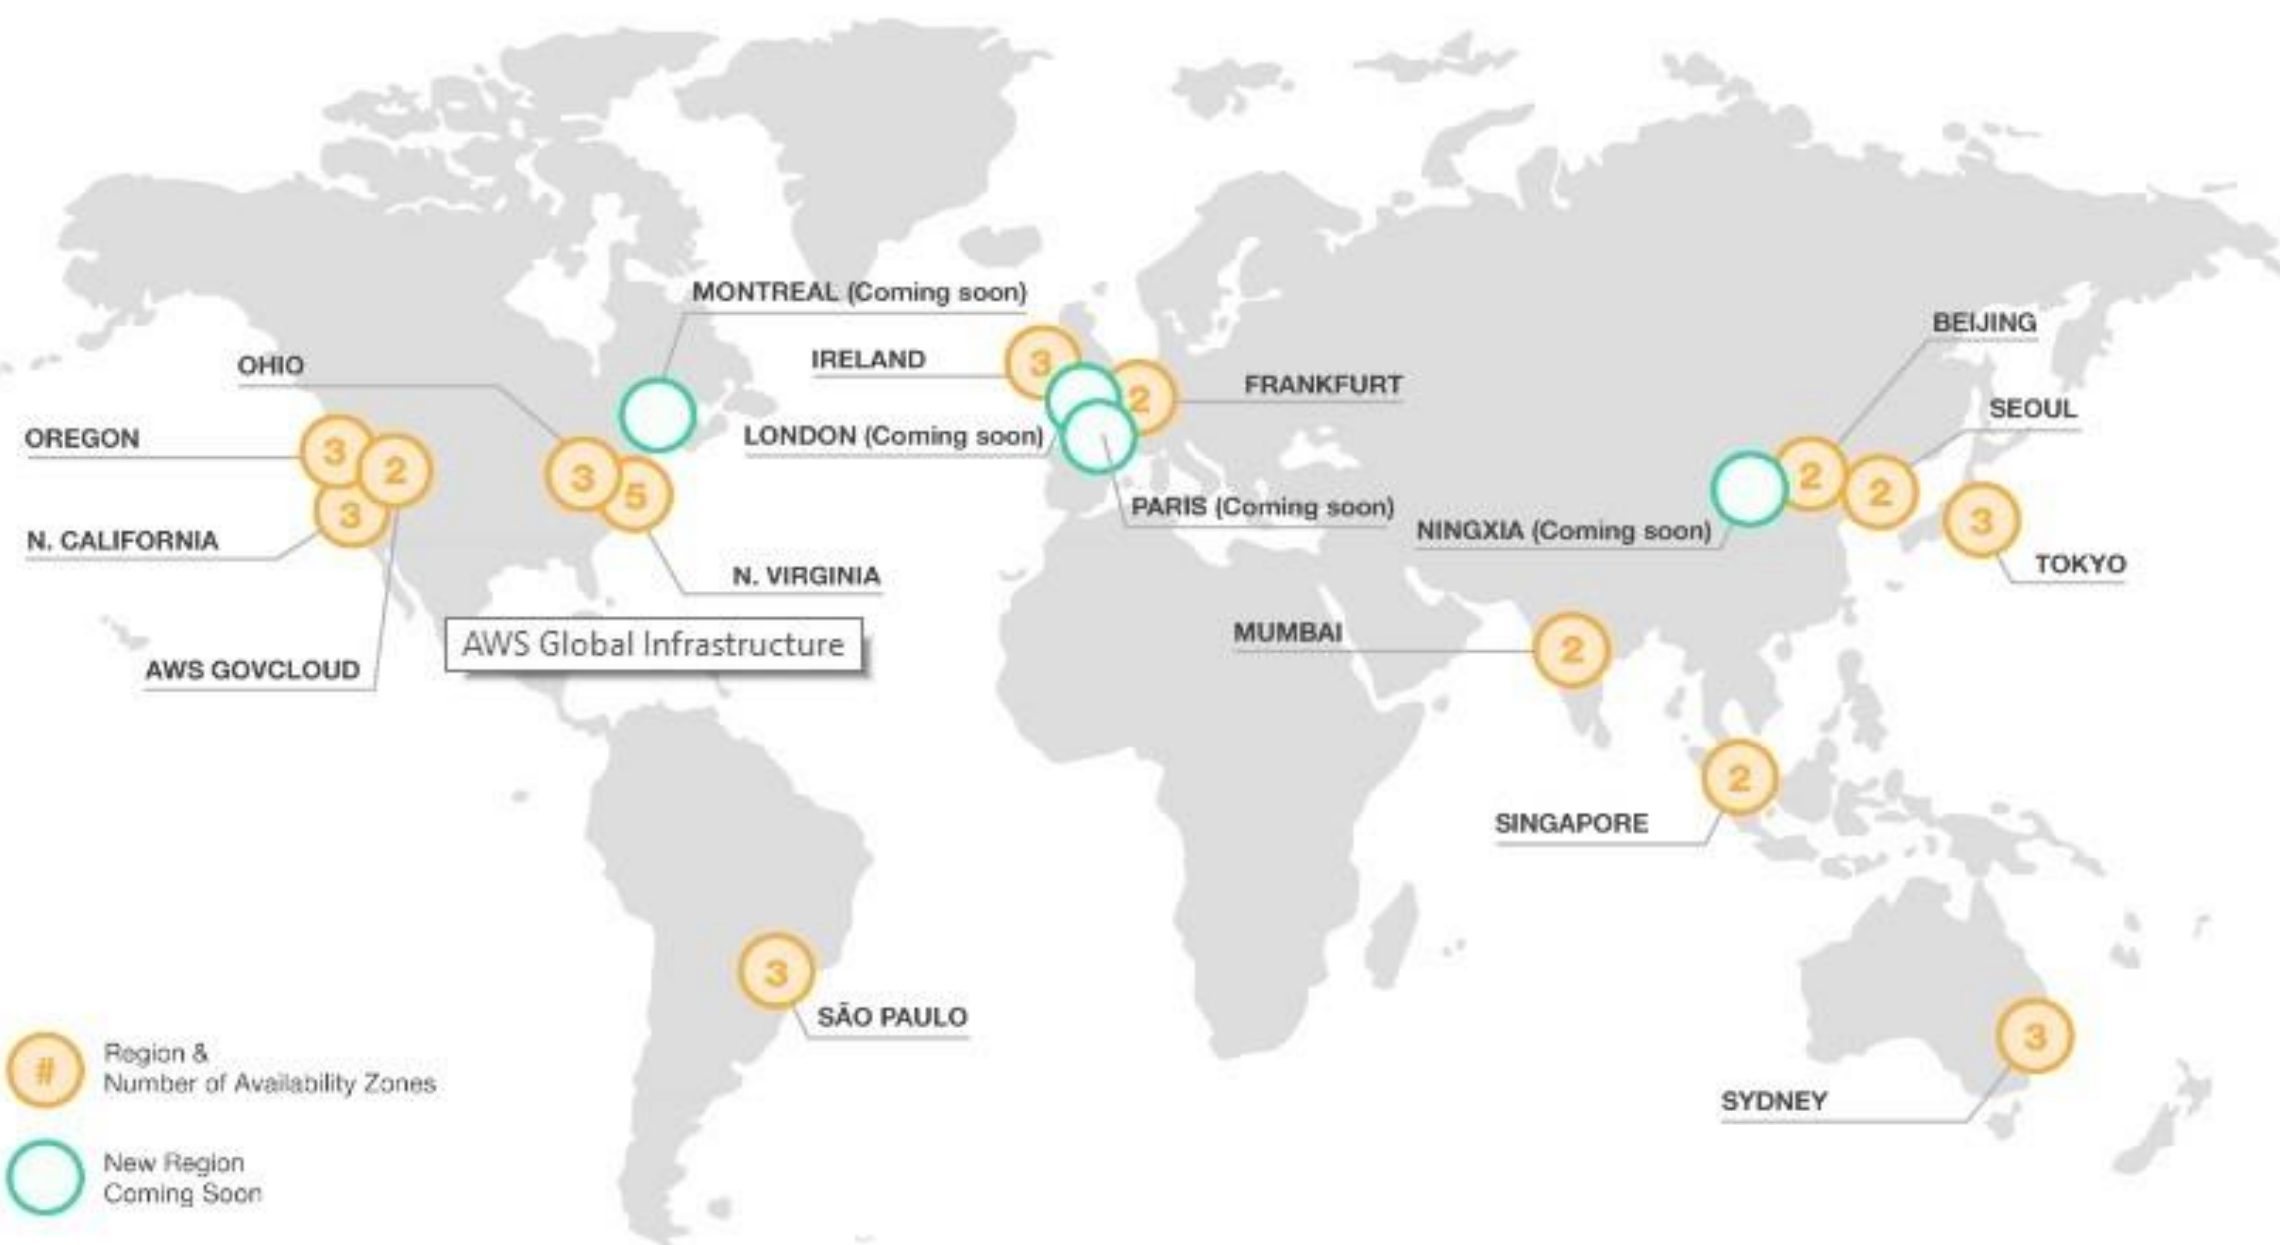 MONTREAL (Coming soon)
BEIJING
OHIO
IRELAND
3
FRANKFURT
2
SEOUL
OREGON
3
2
LONDON (Coming soon)
3
5
2
2
N. CALIFORNIA
3
PARIS (Coming soon)
NINGXIA (Coming soon)
3
TOKYO
N. VIRGINIA
AWS Global Infrastructure
MUMBAI
2
AWS GOVCLOUD
2
SINGAPORE
3
SÃO PAULO
3
SYDNEY
#
Region &
Number of Availability Zones
New Region
Coming Soon